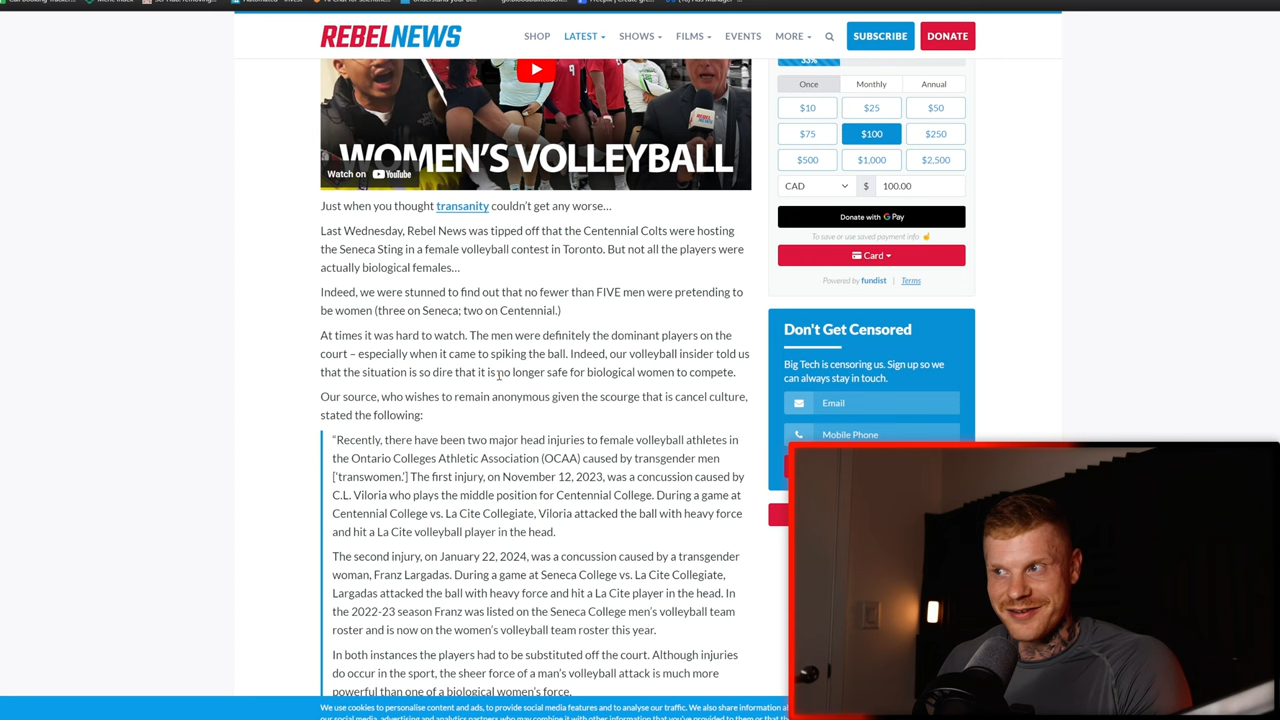 REBELNEWS
SHOP LATEST SHOWS FILMS EVENTS MORE SUBSCRIBE DONATE
WOMEN'S VOLLEYBALL
Watch on YouTube
Just when you thought transanity couldn't get any worse…
Last Wednesday, Rebel News was tipped off that the Centennial Colts were hosting
the Seneca Sting in a female volleyball contest in Toronto. But not all the players were
actually biological females…
Indeed, we were stunned to find out that no fewer than FIVE men were pretending to
be women (three on Seneca; two on Centennial.)
At times it was hard to watch. The men were definitely the dominant players on the
court – especially when it came to spiking the ball. Indeed, our volleyball insider told us
that the situation is so dire that it is no longer safe for biological women to compete.
Our source, who wishes to remain anonymous given the scourge that is cancel culture,
stated the following:
"Recently, there have been two major head injuries to female volleyball athletes in
the Ontario Colleges Athletic Association (OCAA) caused by transgender men
['transwomen.'] The first injury, on November 12, 2023, was a concussion caused by
C.L. Viloria who plays the middle position for Centennial College. During a game at
Centennial College vs. La Cite Collegiate, Viloria attacked the ball with heavy force
and hit a La Cite volleyball player in the head.
The second injury, on January 22, 2024, was a concussion caused by a transgender
woman, Franz Largadas. During a game at Seneca College vs. La Cite Collegiate,
Largadas attacked the ball with heavy force and hit a La Cite player in the head. In
the 2022-23 season Franz was listed on the Seneca College men's volleyball team
roster and is now on the women's volleyball team roster this year.
In both instances the players had to be substituted off the court. Although injuries
do occur in the sport, the sheer force of a man's volleyball attack is much more
powerful than one of a biological women's force.
We use cookies to personalise content and ads, to provide social media features and to analyse our traffic. We also share information
33%
Once Monthly Annual
$10 $25 $50
$75 $100 $250
$500 $1,000 $2,500
CAD $ 100.00
Donate with G Pay
To save or use saved payment info
Card
Powered by fundist | Terms
Don't Get Censored
Big Tech is censoring us. Sign up so we
can always stay in touch.
Email
Mobile Phone